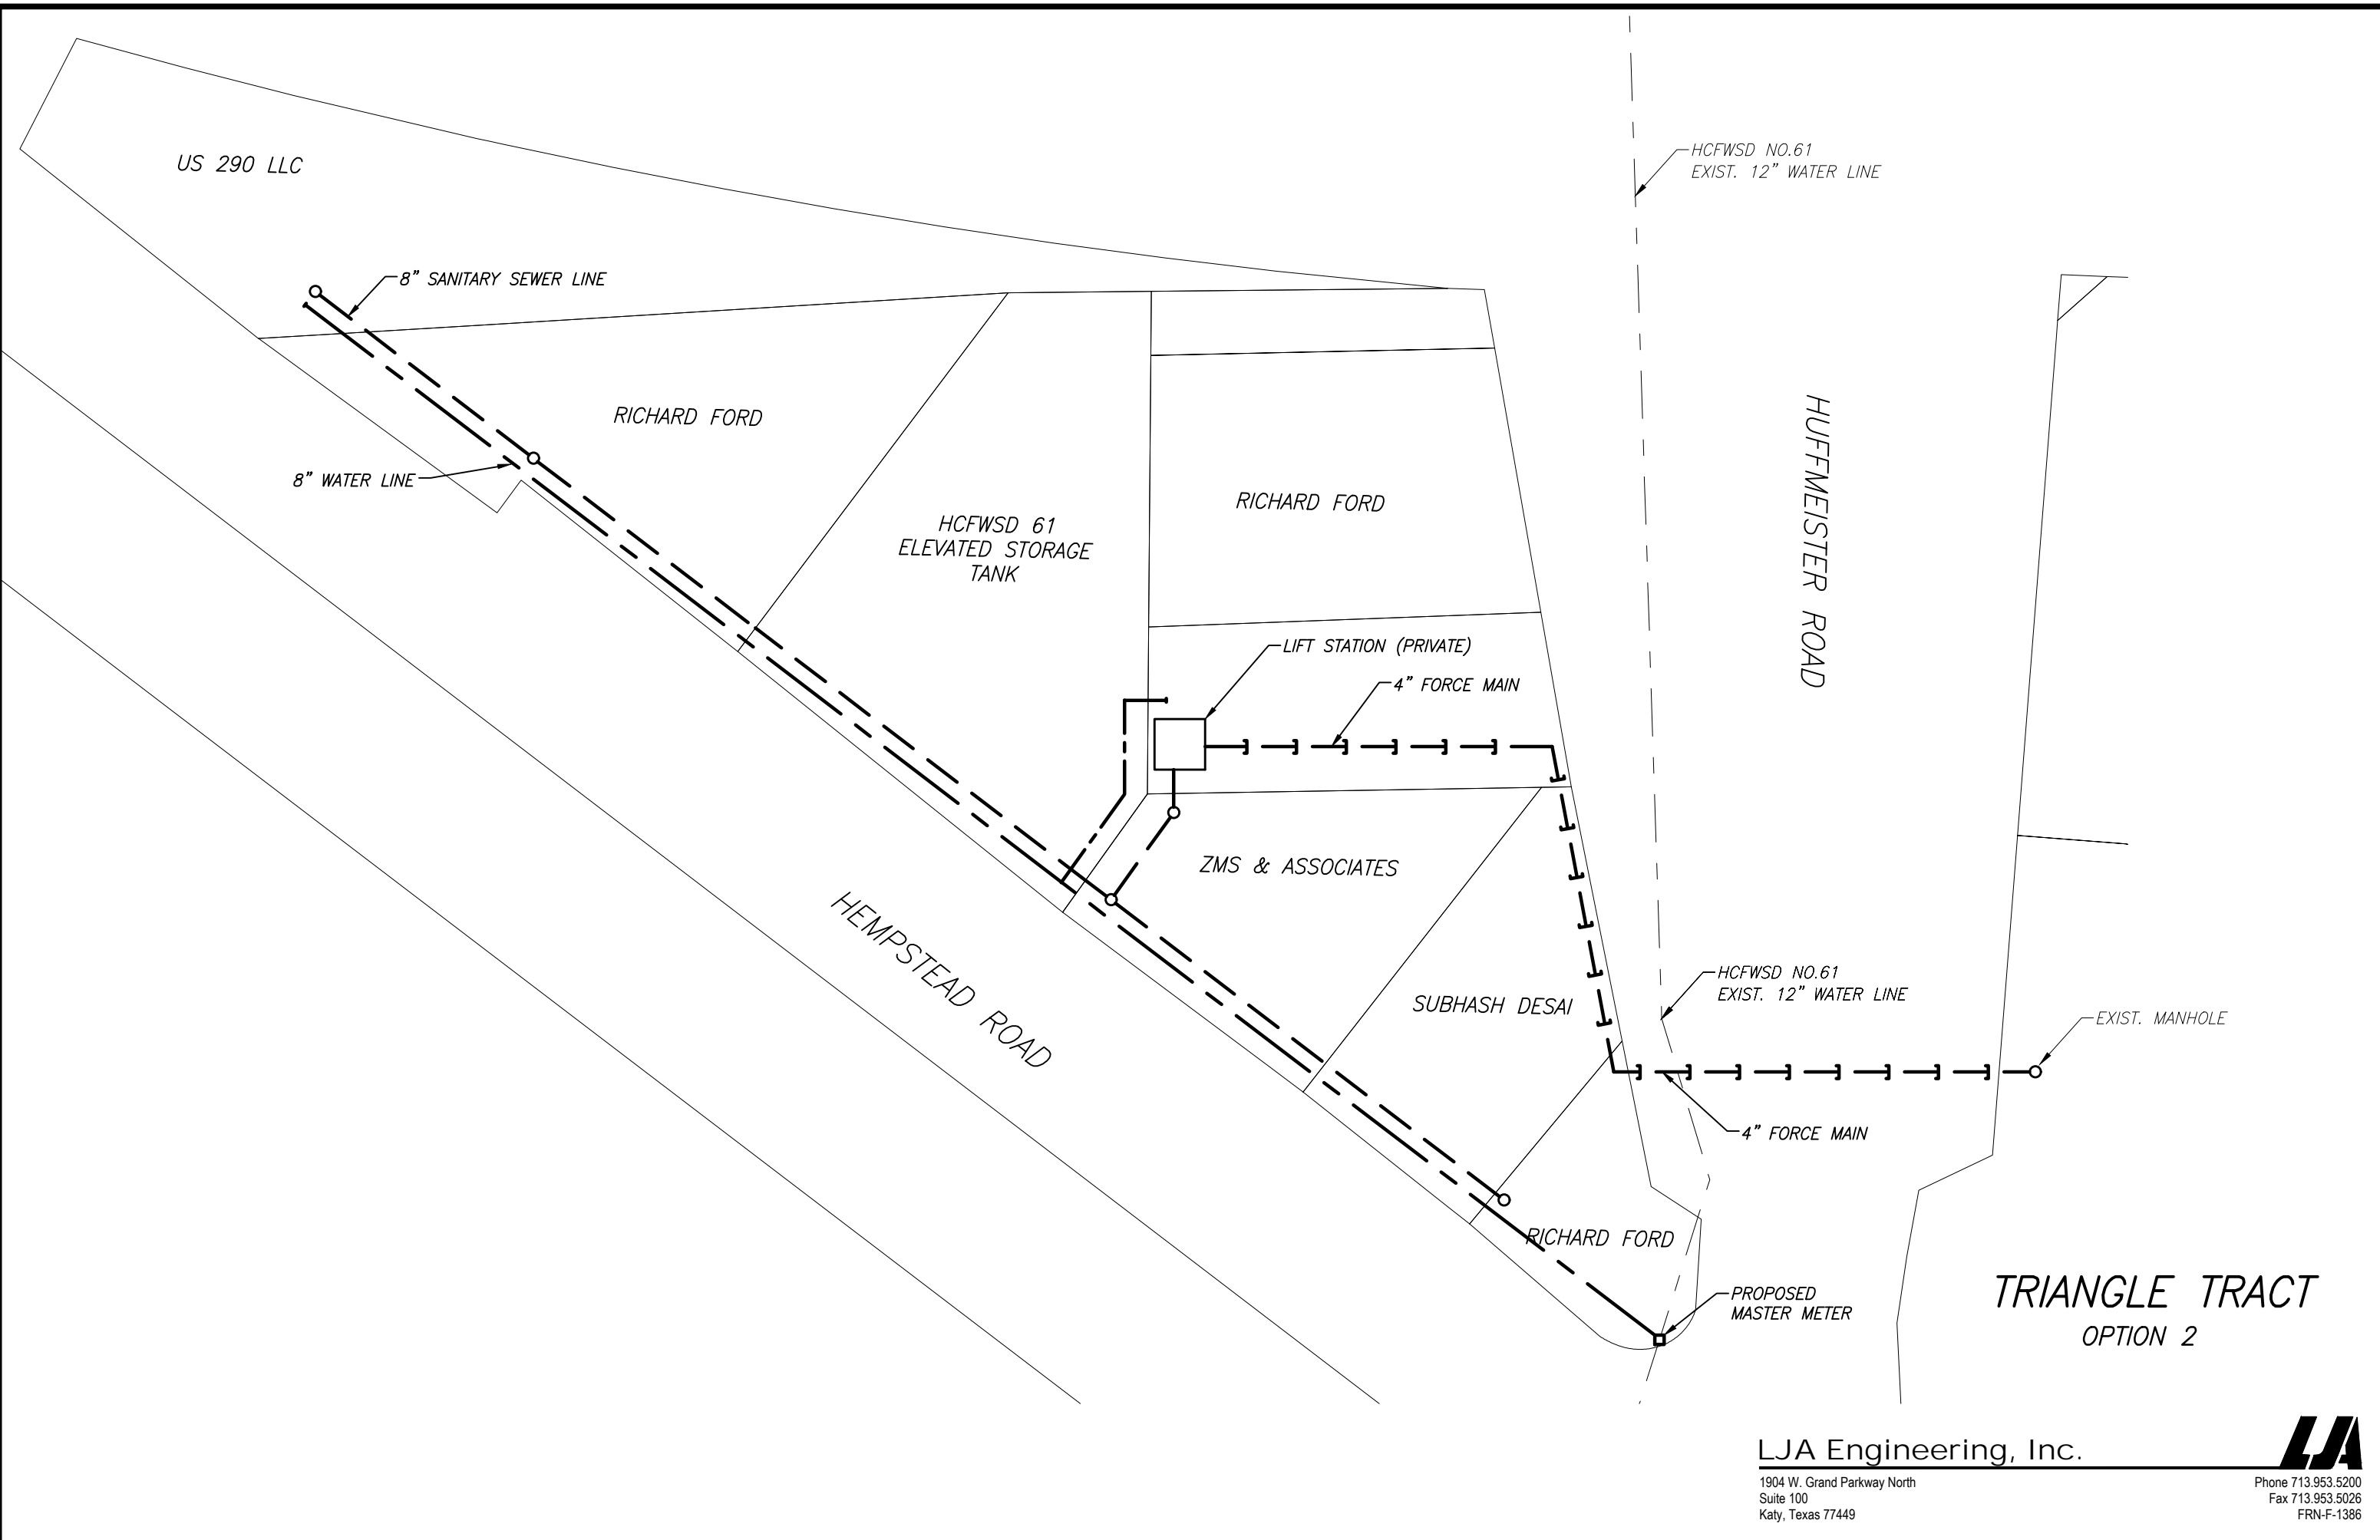 US 290 LLC
HCFWSD NO.61
EXIST. 12" WATER LINE
8" SANITARY SEWER LINE
RICHARD FORD
8" WATER LINE
HCFWSD 61
ELEVATED STORAGE
TANK
RICHARD FORD
HUFFMEISTER ROAD
LIFT STATION (PRIVATE)
4" FORCE MAIN
ZMS & ASSOCIATES
HEMPSTEAD ROAD
SUBHASH DESAI
HCFWSD NO.61
EXIST. 12" WATER LINE
EXIST. MANHOLE
4" FORCE MAIN
RICHARD FORD
PROPOSED
MASTER METER
TRIANGLE TRACT
OPTION 2
LJA Engineering, Inc.
LJA
1904 W. Grand Parkway North
Suite 100
Katy, Texas 77449
Phone 713.953.5200
Fax 713.953.5026
FRN-F-1386